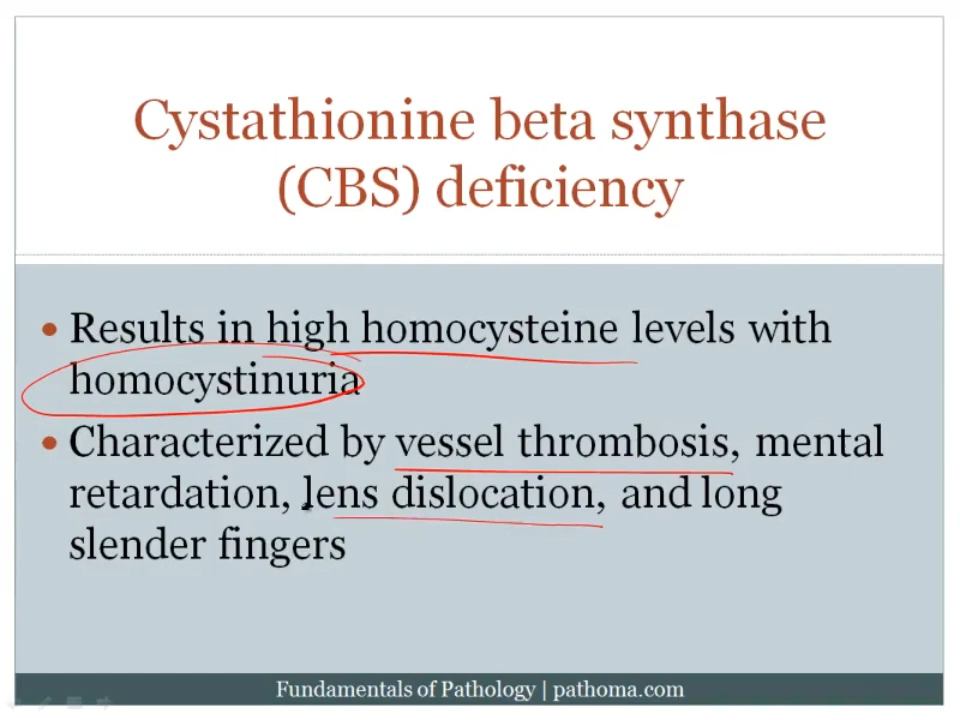 Cystathionine beta synthase
(CBS) deficiency
• Results in high homocysteine levels with
homocystinuria
• Characterized by vessel thrombosis, mental
retardation, lens dislocation, and long
slender fingers
Fundamentals of Pathology | pathoma.com